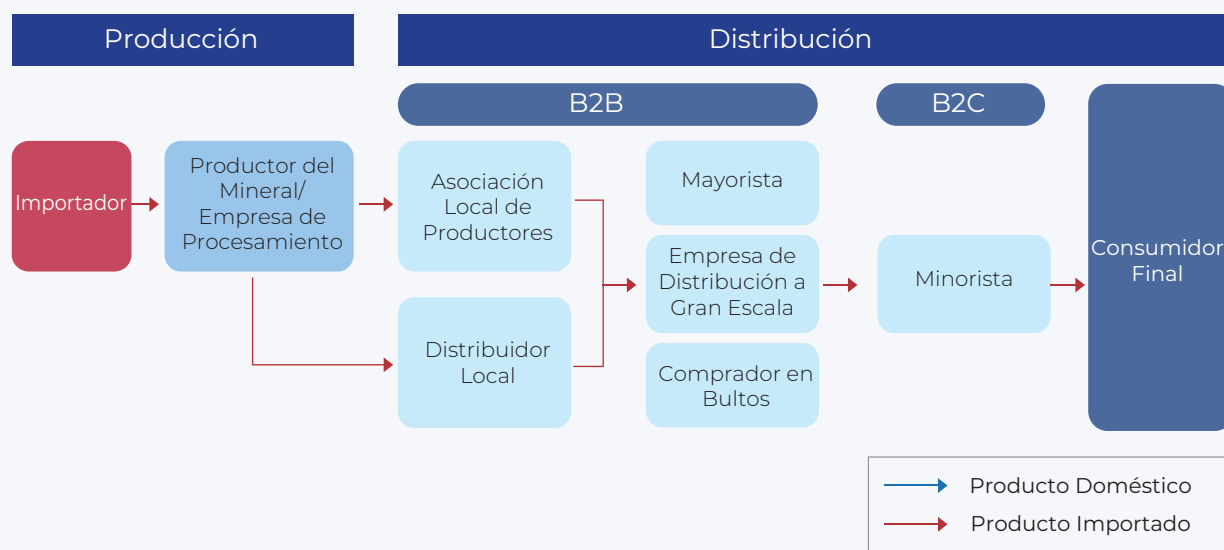 Producción
Distribución
B2B
B2C
Importador
Productor del
Mineral/
Empresa de
Procesamiento
Asociación
Local de
Productores
Distribuidor
Local
Mayorista
Empresa de
Distribución a
Gran Escala
Comprador en
Bultos
Minorista
Consumidor
Final
Producto Doméstico
Producto Importado